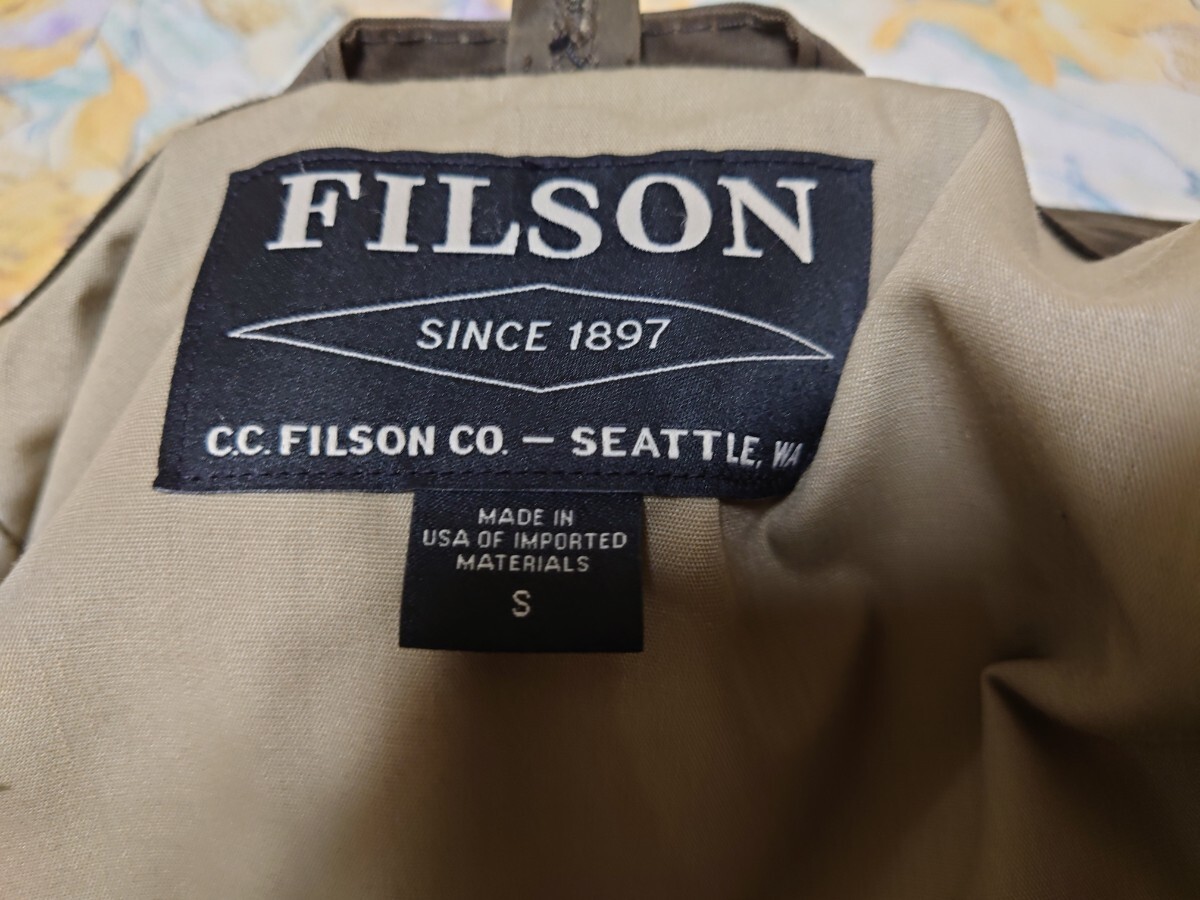 FILSON
SINCE 1897
C.C. FILSON CO. — SEATTLE, WA
MADE IN
USA OF IMPORTED
MATERIALS
S